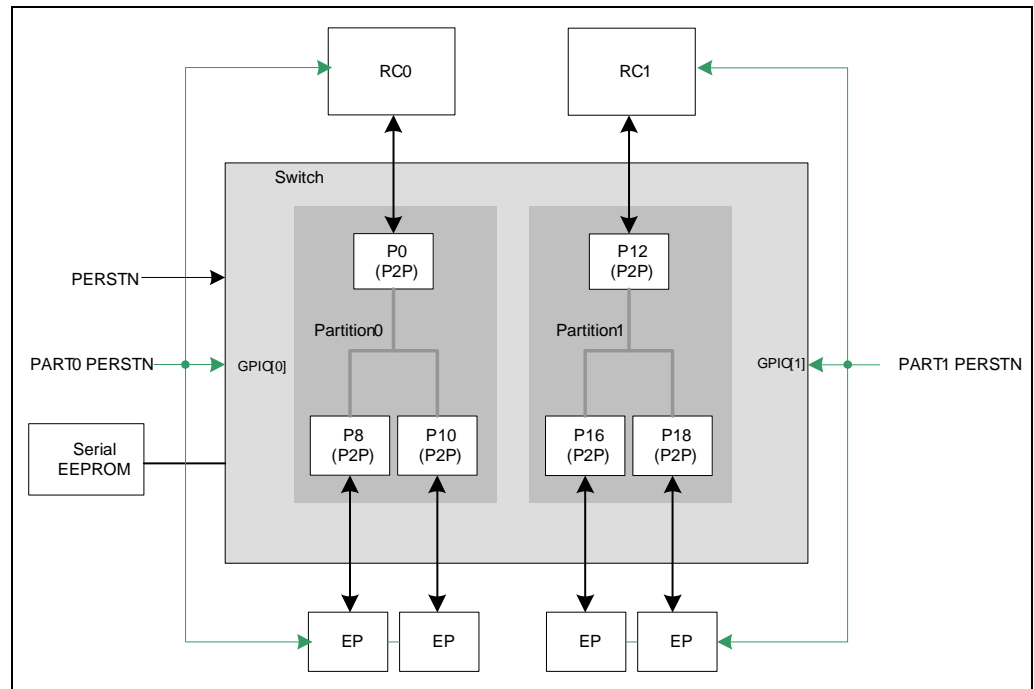 RC0
RC1
Switch
P0
(P2P)
P12
(P2P)
PERSTN
Partition0
Partition1
PART0 PERSTN
GPIO[0]
GPIO[1]
PART1 PERSTN
P8
(P2P)
P10
(P2P)
P16
(P2P)
P18
(P2P)
Serial
EEPROM
EP
EP
EP
EP